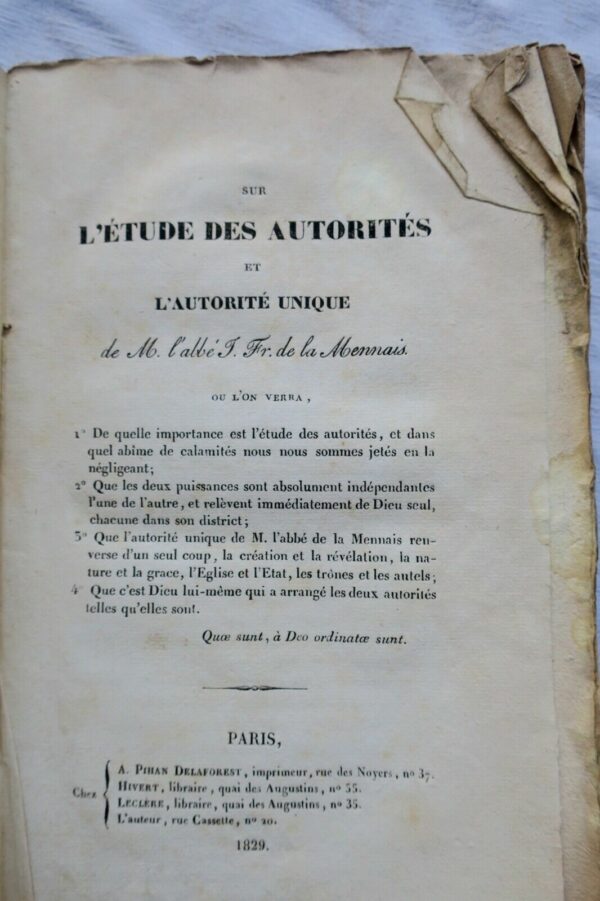 SUR
L'ÉTUDE DES AUTORITÉS
ET
L'AUTORITÉ UNIQUE
de M. l'abbé J. Fr. de la Mennais.
OU L'ON VERRA,
1° De quelle importance est l'étude des autorités, et dans
quel abîme de calamités nous nous sommes jetés en la
négligeant;
2° Que les deux puissances sont absolument indépendantes
l'une de l'autre, et relèvent immédiatement de Dieu seul,
chacune dans son district;
3° Que l'autorité unique de M. l'abbé de la Mennais ren-
verse d'un seul coup, la création et la révélation, la na-
ture et la grace, l'Eglise et l'Etat, les trônes et les autels;
4° Que c'est Dieu lui-même qui a arrangé les deux autorités
telles qu'elles sont.
Quæ sunt, à Deo ordinatæ sunt.
PARIS,
Chez
A. PIHAN DELAFOREST, imprimeur, rue des Noyers, n° 37.
HIVERT, libraire, quai des Augustins, n° 55.
LECLÈRE, libraire, quai des Augustins, n° 35.
L'auteur, rue Cassette, n° 20.
1829.